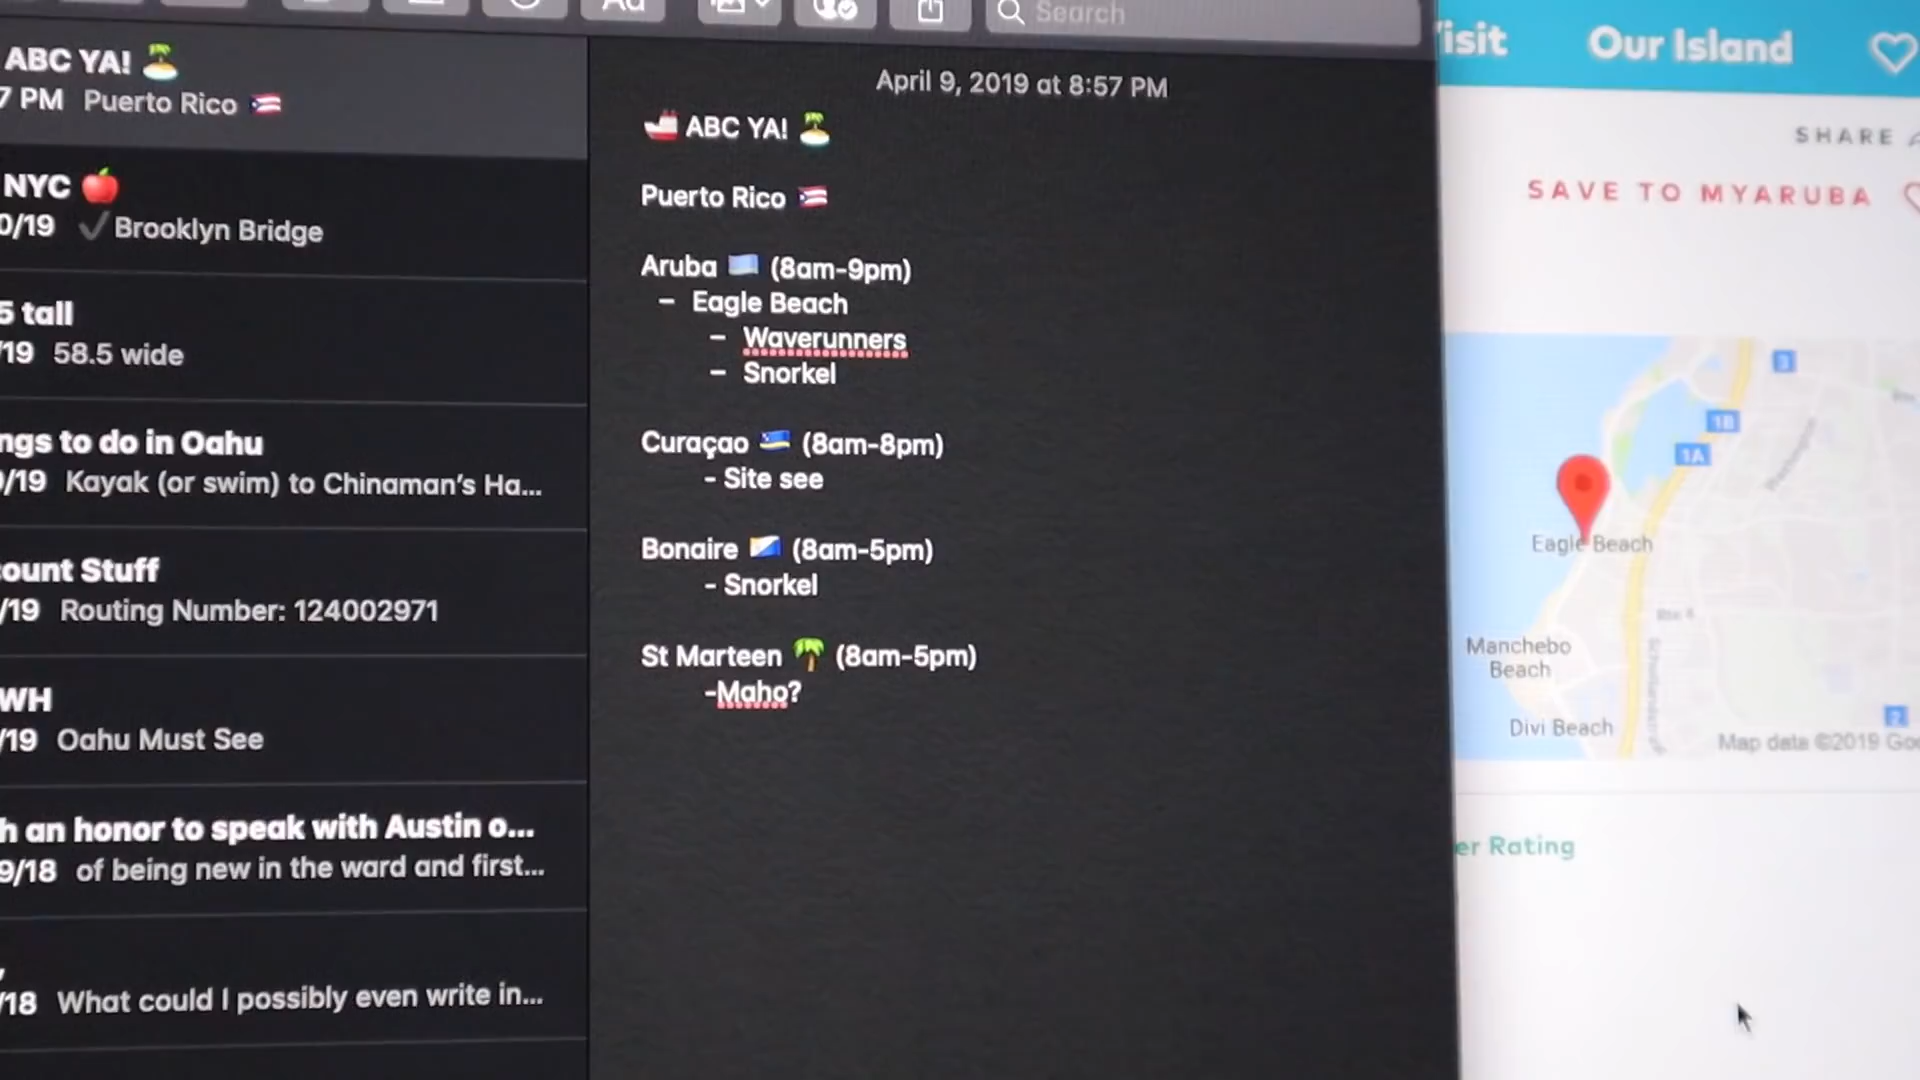 Aa
Search
ABC YA! 🏝
7 PM Puerto Rico 🇵🇷
NYC 🍎
0/19 ✓Brooklyn Bridge
5 tall
/19 58.5 wide
ngs to do in Oahu
/19 Kayak (or swim) to Chinaman's Ha...
ount Stuff
/19 Routing Number: 124002971
WH
/19 Oahu Must See
h an honor to speak with Austin o...
9/18 of being new in the ward and first...
/18 What could I possibly even write in...
April 9, 2019 at 8:57 PM
🚢 ABC YA! 🏝
Puerto Rico 🇵🇷
Aruba 🇦🇼 (8am-9pm)
– Eagle Beach
– Waverunners
– Snorkel
Curaçao 🇨🇼 (8am-8pm)
- Site see
Bonaire 🇧🇶 (8am-5pm)
- Snorkel
St Marteen 🌴 (8am-5pm)
-Maho?
isit
Our Island
SHARE
SAVE TO MYARUBA
3
1B
1A
Eagle Beach
Manchebo
Beach
Divi Beach
2
Map data ©2019 Goo
er Rating